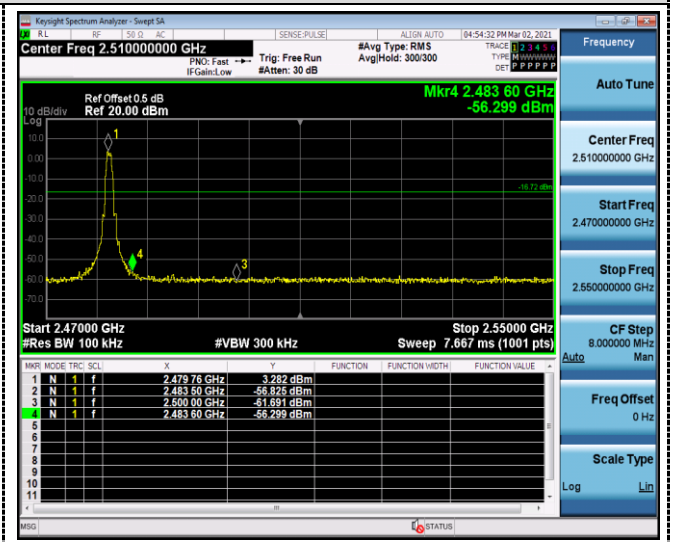 Keysight Spectrum Analyzer - Swept SA
RL RF 50 Ω AC SENSE:PULSE ALIGN AUTO 04:54:32 PM Mar 02, 2021
Center Freq 2.510000000 GHz
PNO: Fast
IFGain:Low
Trig: Free Run
#Atten: 30 dB
#Avg Type: RMS
Avg|Hold: 300/300
TRACE 1 2 3 4 5 6
TYPE M W W W W W
DET P P P P P P
Ref Offset 0.5 dB
10 dB/div Ref 20.00 dBm
Log
Mkr4 2.483 60 GHz
-56.299 dBm
10.0
0.00
-10.0
-20.0
-30.0
-40.0
-50.0
-60.0
-70.0
1
4
3
-16.72 dBm
Start 2.47000 GHz Stop 2.55000 GHz
#Res BW 100 kHz #VBW 300 kHz Sweep 7.667 ms (1001 pts)
MKR MODE TRC SCL X Y FUNCTION FUNCTION WIDTH FUNCTION VALUE
1 N 1 f 2.479 76 GHz 3.282 dBm
2 N 1 f 2.483 50 GHz -56.825 dBm
3 N 1 f 2.500 00 GHz -61.691 dBm
4 N 1 f 2.483 60 GHz -56.299 dBm
5
6
7
8
9
10
11
MSG STATUS
Frequency
Auto Tune
Center Freq
2.510000000 GHz
Start Freq
2.470000000 GHz
Stop Freq
2.550000000 GHz
CF Step
8.000000 MHz
Auto Man
Freq Offset
0 Hz
Scale Type
Log Lin